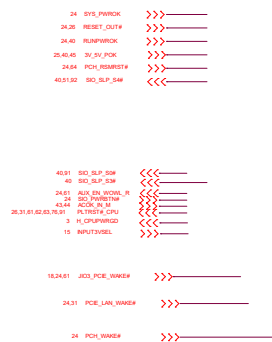 24 SYS_PWROK
24,26 RESET_OUT#
24,40 RUNPWROK
25,40,45 3V_5V_POK
24,64 PCH_RSMRST#
40,51,92 SIO_SLP_S4#
40,91 SIO_SLP_S0#
40 SIO_SLP_S3#
24,61 AUX_EN_WOWL_R
24 SIO_PWRBTN#
43,44 ACOK_IN_M
26,31,61,62,63,76,91 PLTRST#_CPU
3 H_CPUPWRGD
15 INPUT3VSEL
18,24,61 JIO3_PCIE_WAKE#
24,31 PCIE_LAN_WAKE#
24 PCH_WAKE#